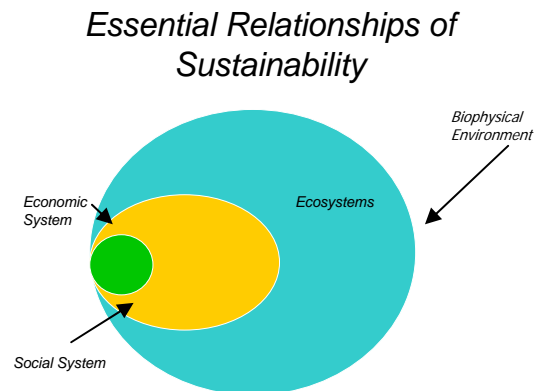 Essential Relationships of
Sustainability
Biophysical
Environment
Economic
System
Ecosystems
Social System